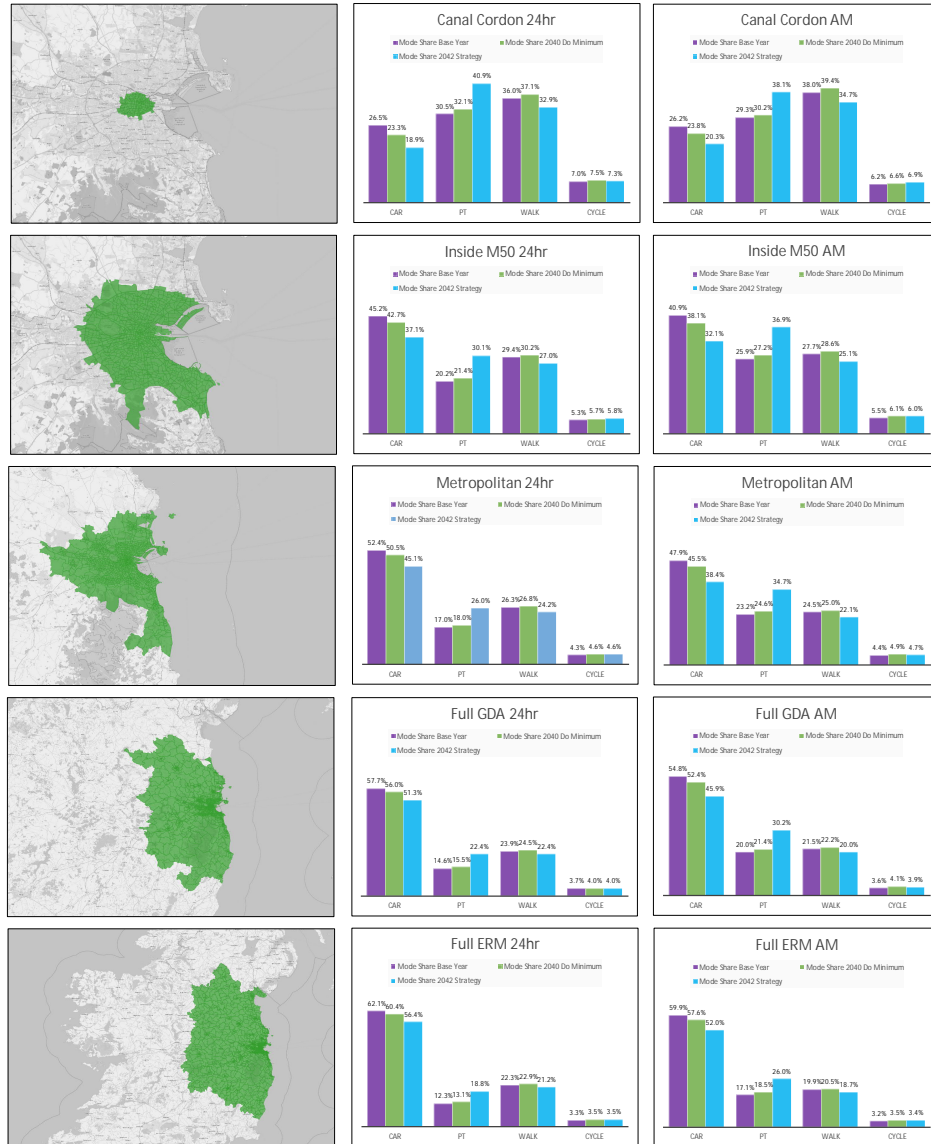 Canal Cordon 24hr
Mode Share Base Year Mode Share 2040 Do Minimum
Mode Share 2042 Strategy
26.5% 23.3% 18.9% 30.5% 32.1% 40.9% 36.0% 37.1% 32.9% 7.0% 7.5% 7.3%
CAR PT WALK CYCLE
Canal Cordon AM
Mode Share Base Year Mode Share 2040 Do Minimum
Mode Share 2042 Strategy
26.2% 23.8% 20.3% 29.3% 30.2% 38.1% 38.0% 39.4% 34.7% 6.2% 6.6% 6.9%
CAR PT WALK CYCLE
Inside M50 24hr
Mode Share Base Year Mode Share 2040 Do Minimum
Mode Share 2042 Strategy
45.2% 42.7% 37.1% 20.2% 21.4% 30.1% 29.4% 30.2% 27.0% 5.3% 5.7% 5.8%
CAR PT WALK CYCLE
Inside M50 AM
Mode Share Base Year Mode Share 2040 Do Minimum
Mode Share 2042 Strategy
40.9% 38.1% 32.1% 25.9% 27.2% 36.9% 27.7% 28.6% 25.1% 5.5% 6.1% 6.0%
CAR PT WALK CYCLE
Metropolitan 24hr
Mode Share Base Year Mode Share 2040 Do Minimum
Mode Share 2042 Strategy
52.4% 50.5% 45.1% 17.0% 18.0% 26.0% 26.3% 26.8% 24.2% 4.3% 4.6% 4.6%
CAR PT WALK CYCLE
Metropolitan AM
Mode Share Base Year Mode Share 2040 Do Minimum
Mode Share 2042 Strategy
47.9% 45.5% 38.4% 23.2% 24.6% 34.7% 24.5% 25.0% 22.1% 4.4% 4.9% 4.7%
CAR PT WALK CYCLE
Full GDA 24hr
Mode Share Base Year Mode Share 2040 Do Minimum
Mode Share 2042 Strategy
57.7% 56.0% 51.3% 14.6% 15.5% 22.4% 23.9% 24.5% 22.4% 3.7% 4.0% 4.0%
CAR PT WALK CYCLE
Full GDA AM
Mode Share Base Year Mode Share 2040 Do Minimum
Mode Share 2042 Strategy
54.8% 52.4% 45.9% 20.0% 21.4% 30.2% 21.5% 22.2% 20.0% 3.6% 4.1% 3.9%
CAR PT WALK CYCLE
Full ERM 24hr
Mode Share Base Year Mode Share 2040 Do Minimum
Mode Share 2042 Strategy
62.1% 60.4% 56.4% 12.3% 13.1% 18.8% 22.3% 22.9% 21.2% 3.3% 3.5% 3.5%
CAR PT WALK CYCLE
Full ERM AM
Mode Share Base Year Mode Share 2040 Do Minimum
Mode Share 2042 Strategy
59.9% 57.6% 52.0% 17.1% 18.5% 26.0% 19.9% 20.5% 18.7% 3.2% 3.5% 3.4%
CAR PT WALK CYCLE